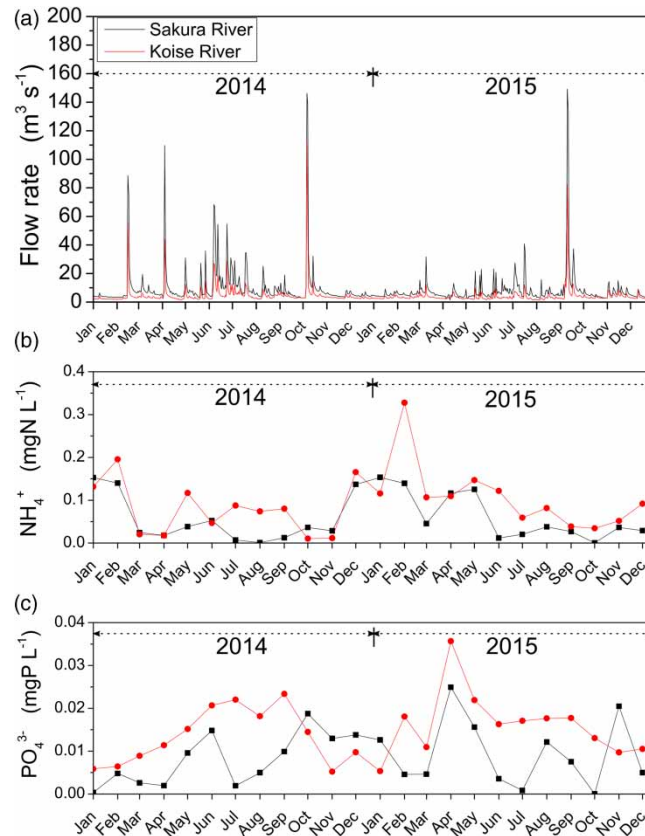 (a)
200
180
160
140
120
100
80
60
40
20
0
Flow rate (m³ s⁻¹)
Sakura River
Koise River
2014
2015
Jan Feb Mar Apr May Jun Jul Aug Sep Oct Nov Dec Jan Feb Mar Apr May Jun Jul Aug Sep Oct Nov Dec
(b)
0.4
0.3
0.2
0.1
0.0
NH₄⁺ (mgN L⁻¹)
2014
2015
Jan Feb Mar Apr May Jun Jul Aug Sep Oct Nov Dec Jan Feb Mar Apr May Jun Jul Aug Sep Oct Nov Dec
(c)
0.04
0.03
0.02
0.01
0.00
PO₄³⁻ (mgP L⁻¹)
2014
2015
Jan Feb Mar Apr May Jun Jul Aug Sep Oct Nov Dec Jan Feb Mar Apr May Jun Jul Aug Sep Oct Nov Dec